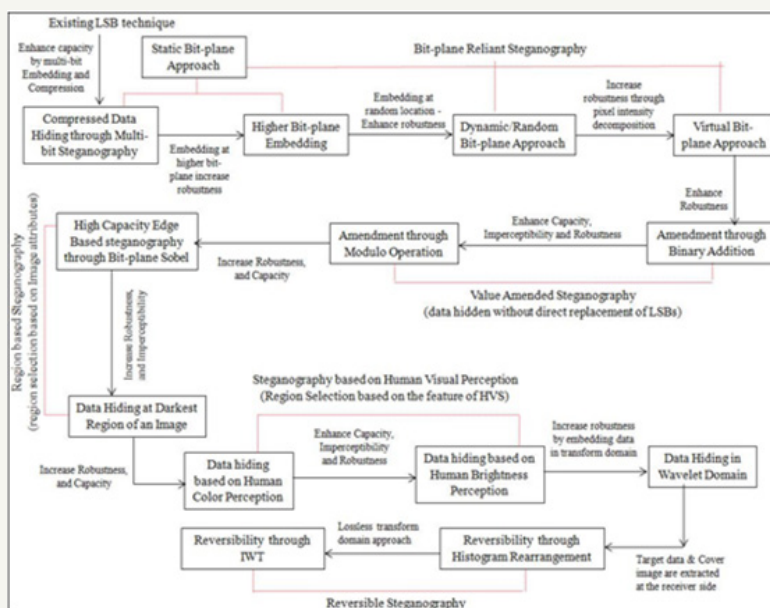 Existing LSB technique
Enhance capacity
by multi-bit
Embedding and
Compression
Static Bit-plane
Approach
Bit-plane Reliant Steganography
Compressed Data
Hiding through Multi-
bit Steganography
Embedding at
higher bit-
plane increase
robustness
Higher Bit-plane
Embedding
Embedding at
random location -
Enhance robustness
Dynamic/Random
Bit-plane Approach
Increase
robustness through
pixel intensity
decomposition
Virtual Bit-
plane Approach
Enhance
Robustness
Amendment through
Binary Addition
Enhance Capacity,
Imperceptibility and Robustness
Amendment through
Modulo Operation
Value Amended Steganography
(data hidden without direct replacement of LSBs)
Increase Robustness,
and Capacity
High Capacity Edge
Based steganography
through Bit-plane Sobel
Region based Steganography
(region selection based on Image attributes)
Increase Robustness,
and Imperceptibility
Data Hiding at Darkest
Region of an Image
Increase Robustness,
and Capacity
Steganography based on Human Visual Perception
(Region Selection based on the feature of HVS)
Data hiding
based on Human
Color Perception
Enhance Capacity,
Imperceptibility
and Robustness
Data hiding based on
Human Brightness
Perception
Increase robustness
by embedding data
in transform domain
Data Hiding in
Wavelet Domain
Target data & Cover
image are extracted
at the receiver side
Reversibility through
Histogram Rearrangement
Lossless transform
domain approach
Reversibility through
IWT
Reversible Steganography